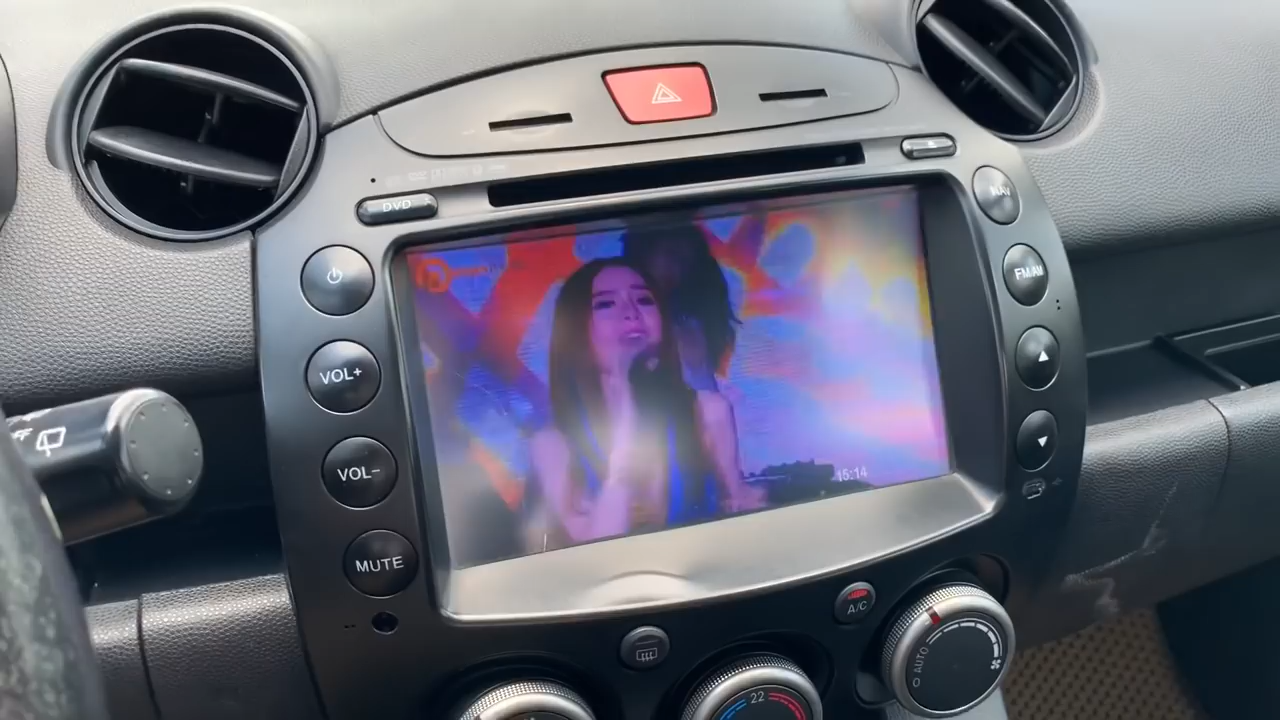 DVD
NAV
VOL+
FM/AM
VOL-
15:14
MUTE
A/C
AUTO
22